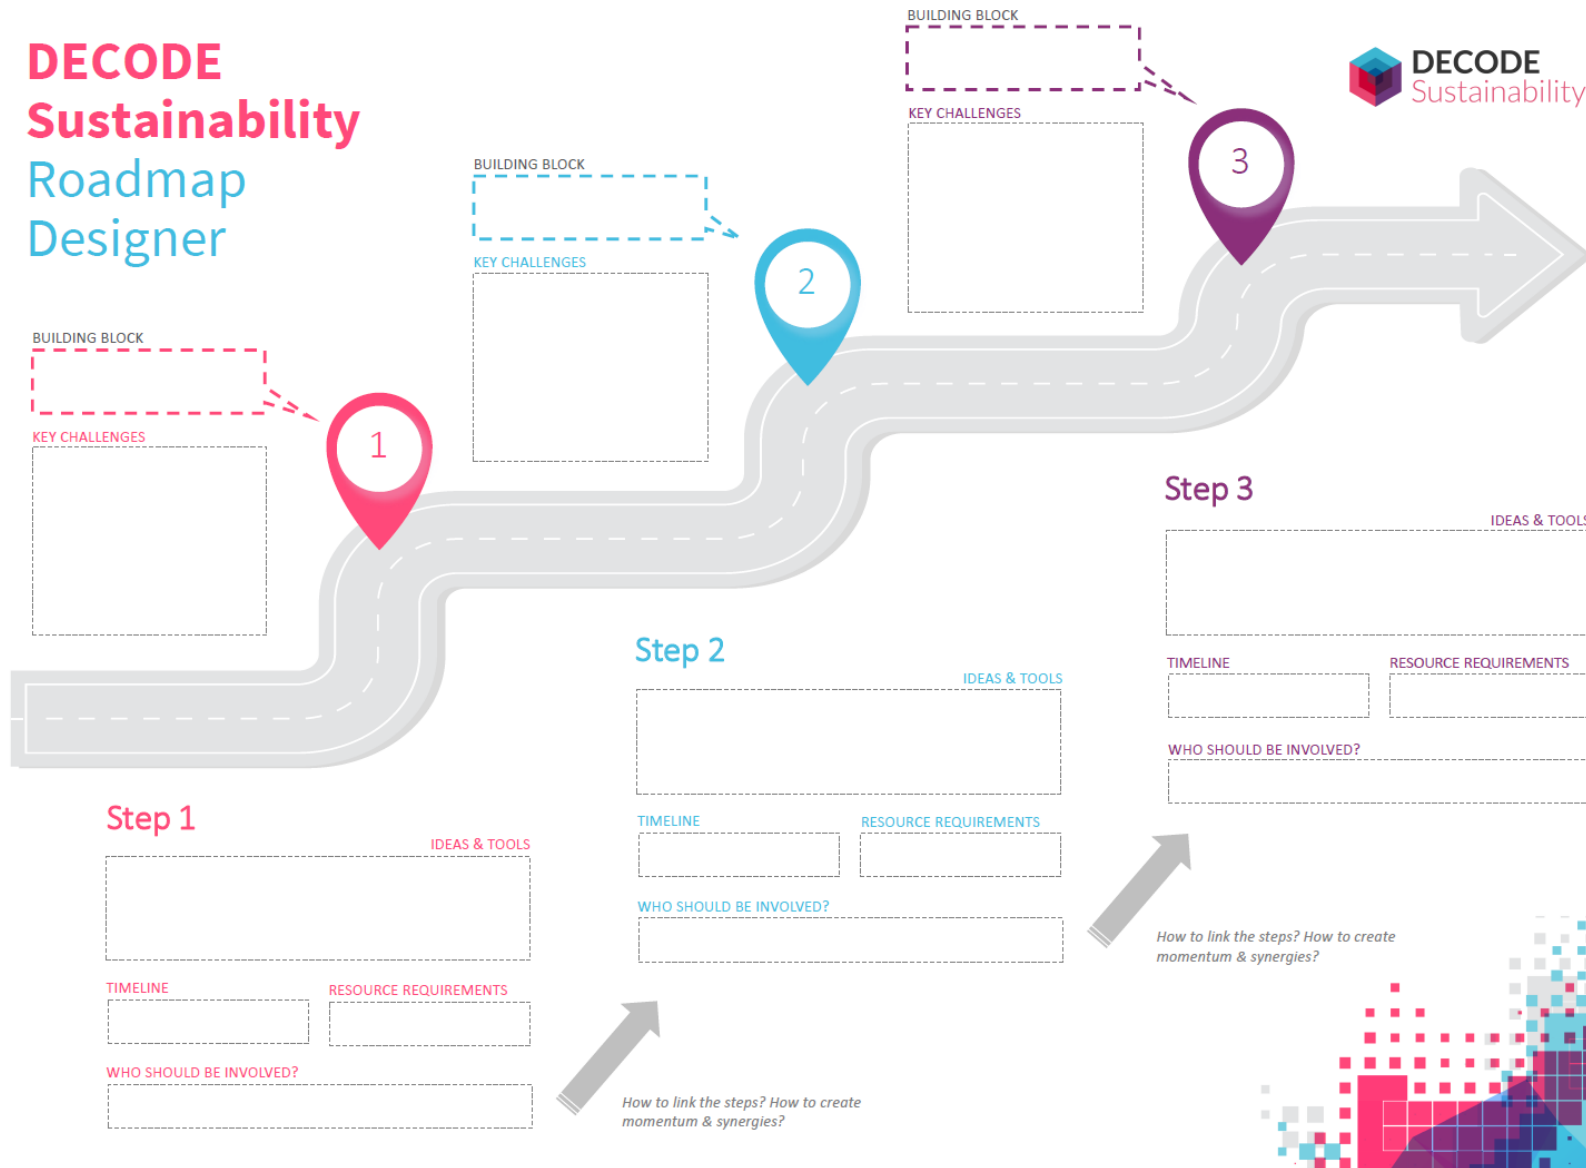 DECODE
Sustainability
Roadmap
Designer
BUILDING BLOCK
KEY CHALLENGES
1
BUILDING BLOCK
KEY CHALLENGES
2
BUILDING BLOCK
KEY CHALLENGES
3
DECODE
Sustainability
Step 1
IDEAS & TOOLS
TIMELINE
RESOURCE REQUIREMENTS
WHO SHOULD BE INVOLVED?
How to link the steps? How to create
momentum & synergies?
Step 2
IDEAS & TOOLS
TIMELINE
RESOURCE REQUIREMENTS
WHO SHOULD BE INVOLVED?
How to link the steps? How to create
momentum & synergies?
Step 3
IDEAS & TOOLS
TIMELINE
RESOURCE REQUIREMENTS
WHO SHOULD BE INVOLVED?